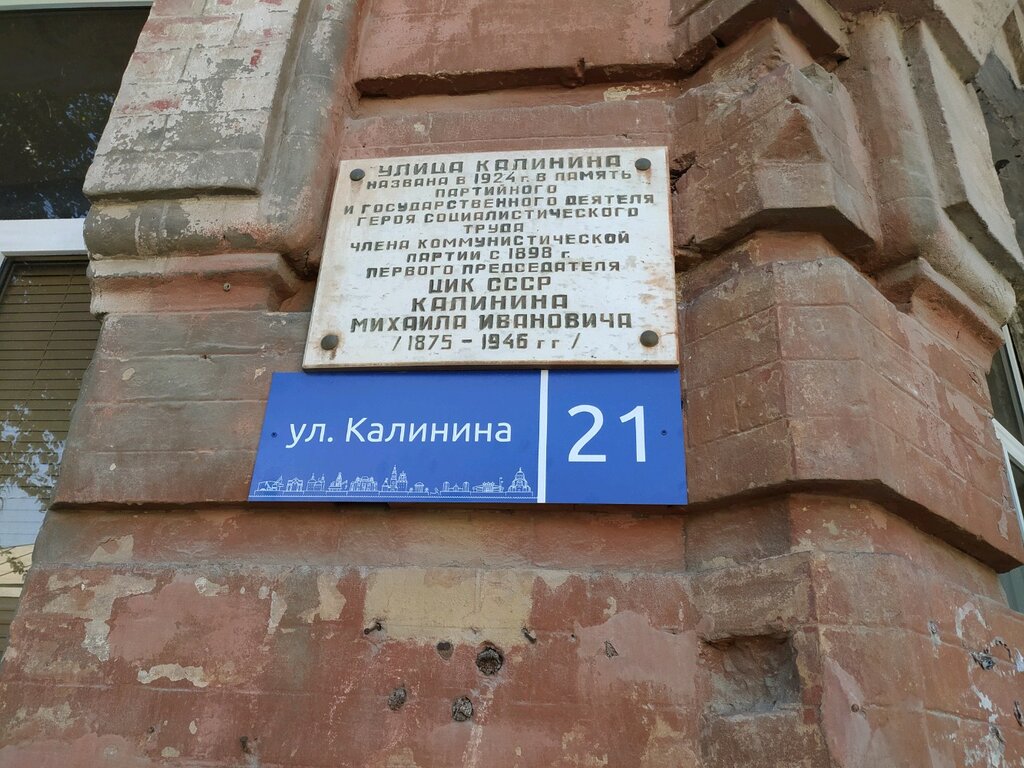 УЛИЦА КАЛИНИНА
НАЗВАНА В 1924 г. В ПАМЯТЬ
ПАРТИЙНОГО
И ГОСУДАРСТВЕННОГО ДЕЯТЕЛЯ
ГЕРОЯ СОЦИАЛИСТИЧЕСКОГО
ТРУДА
ЧЛЕНА КОММУНИСТИЧЕСКОЙ
ПАРТИИ С 1898 г.
ПЕРВОГО ПРЕДСЕДАТЕЛЯ
ЦИК СССР
КАЛИНИНА
МИХАИЛА ИВАНОВИЧА
/1875 - 1946 г г /
ул. Калинина 21